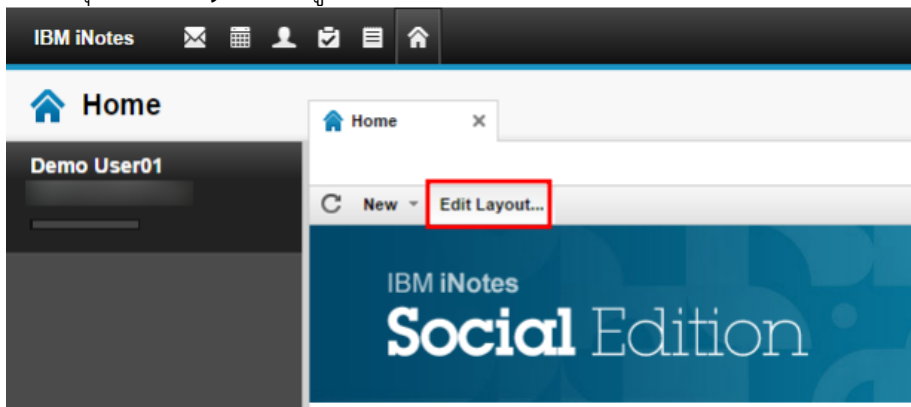 IBM iNotes
Home
Home
Demo User01
New
Edit Layout...
IBM iNotes
Social Edition